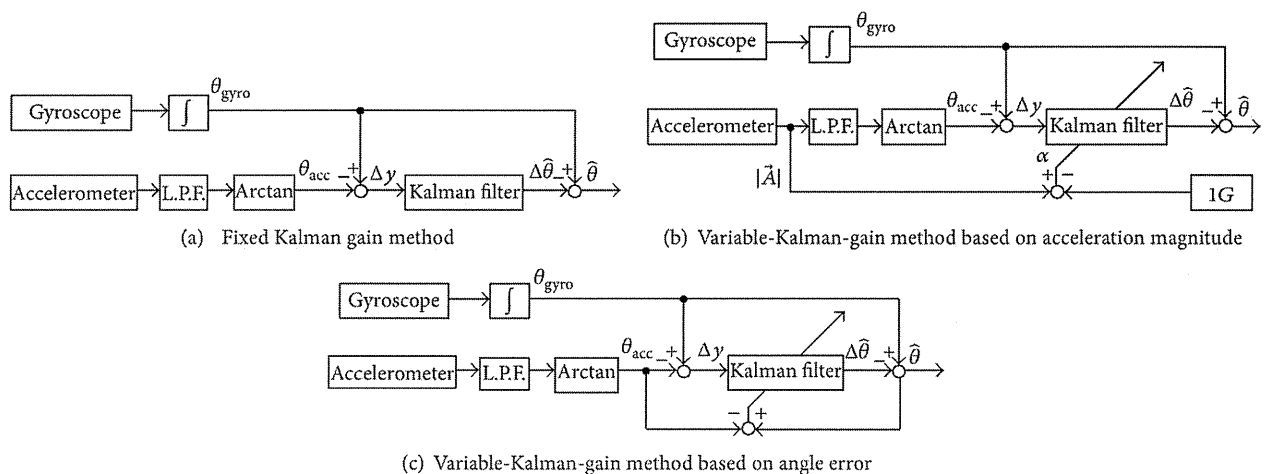 Gyroscope
∫
θgyro
Accelerometer
L.P.F.
Arctan
θacc
−
+
Δy
Kalman filter
Δθ̂
−
+
θ̂
(a) Fixed Kalman gain method
Gyroscope
∫
θgyro
Accelerometer
L.P.F.
Arctan
θacc
−
+
Δy
Kalman filter
Δθ̂
−
+
θ̂
α
|A⃗|
+
−
1G
(b) Variable-Kalman-gain method based on acceleration magnitude
Gyroscope
∫
θgyro
Accelerometer
L.P.F.
Arctan
θacc
−
+
Δy
Kalman filter
Δθ̂
−
+
θ̂
−
+
(c) Variable-Kalman-gain method based on angle error